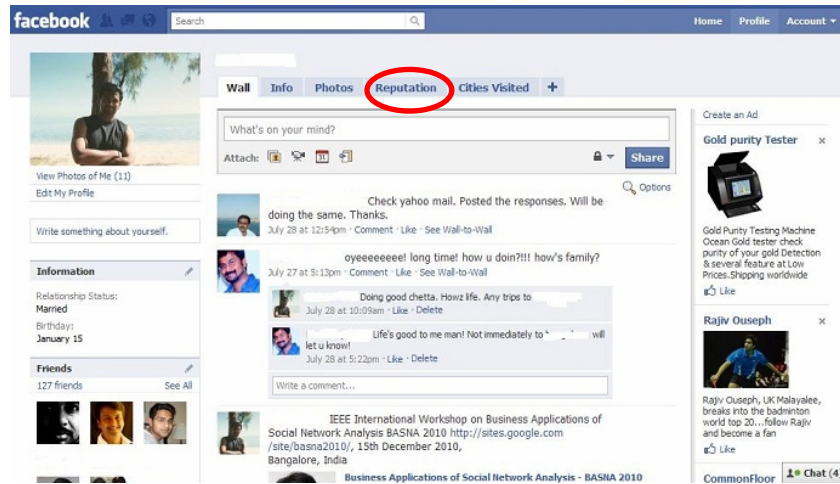 facebook
Search
Home Profile Account
Wall Info Photos Reputation Cities Visited +
What's on your mind?
Attach: 31
Share
Options
View Photos of Me (11)
Edit My Profile
Write something about yourself.
Information
Relationship Status:
Married
Birthday:
January 15
Friends
127 friends See All
Check yahoo mail. Posted the responses. Will be
doing the same. Thanks.
July 28 at 12:54pm · Comment · Like · See Wall-to-Wall
oyeeeeeeee! long time! how u doin?!!! how's family?
July 27 at 5:13pm · Comment · Like · See Wall-to-Wall
Doing good chetta. Howz life. Any trips to
July 28 at 10:09am · Like · Delete
Life's good to me man! Not immediately to will
let u know!
July 28 at 5:22pm · Like · Delete
Write a comment...
IEEE International Workshop on Business Applications of
Social Network Analysis BASNA 2010 http://sites.google.com
/site/basna2010/, 15th December 2010,
Bangalore, India
Business Applications of Social Network Analysis - BASNA 2010
Create an Ad
Gold purity Tester x
Gold Purity Testing Machine
Ocean Gold tester check
purity of your gold Detection
& several feature at Low
Prices.Shipping worldwide
Like
Rajiv Ouseph x
Rajiv Ouseph, UK Malayalee,
breaks into the badminton
world top 20...follow Rajiv
and become a fan
Like
CommonFloor
Chat (4